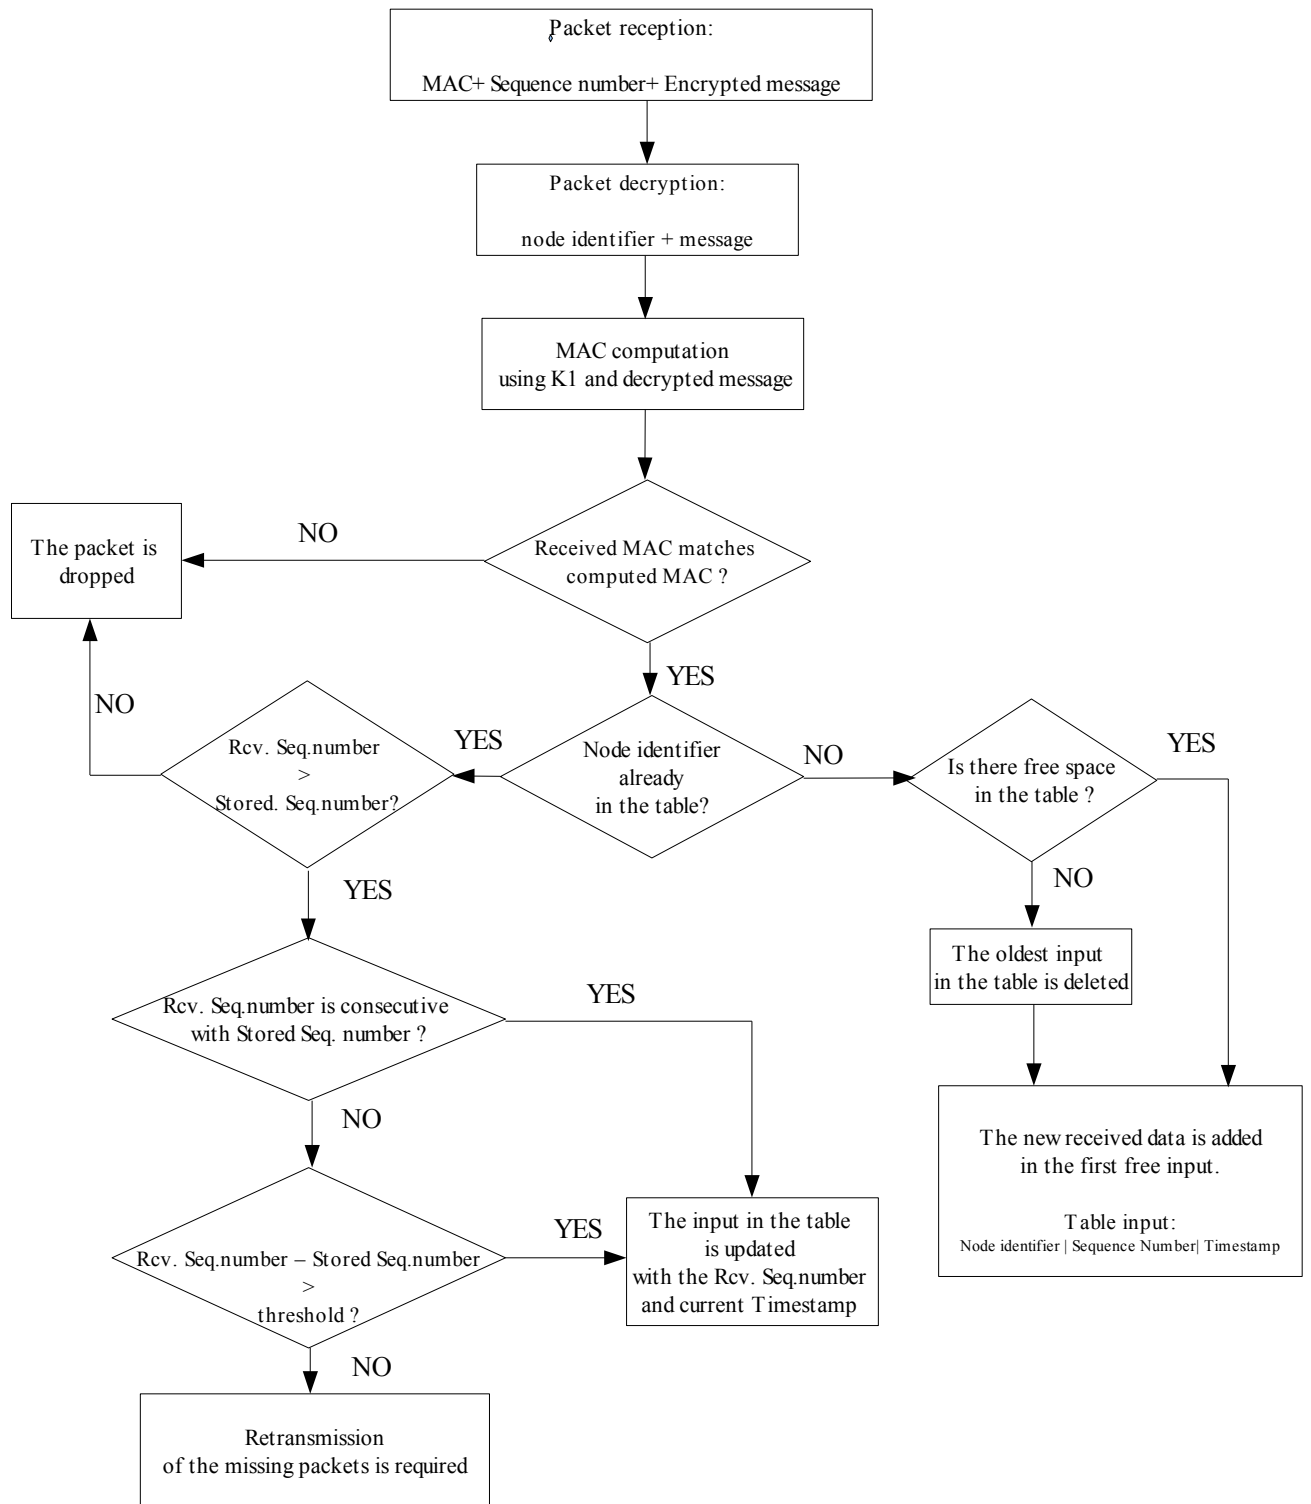 Packet reception:
MAC+ Sequence number+ Encrypted message
Packet decryption:
node identifier + message
MAC computation
using K1 and decrypted message
Received MAC matches
computed MAC ?
NO
The packet is
dropped
YES
NO
Rcv. Seq.number
>
Stored. Seq.number?
YES
Node identifier
already
in the table?
NO
Is there free space
in the table ?
YES
YES
NO
The oldest input
in the table is deleted
Rcv. Seq.number is consecutive
with Stored Seq. number ?
YES
NO
The new received data is added
in the first free input.
Table input:
Node identifier | Sequence Number| Timestamp
Rcv. Seq.number – Stored Seq.number
>
threshold ?
YES
The input in the table
is updated
with the Rcv. Seq.number
and current Timestamp
NO
Retransmission
of the missing packets is required